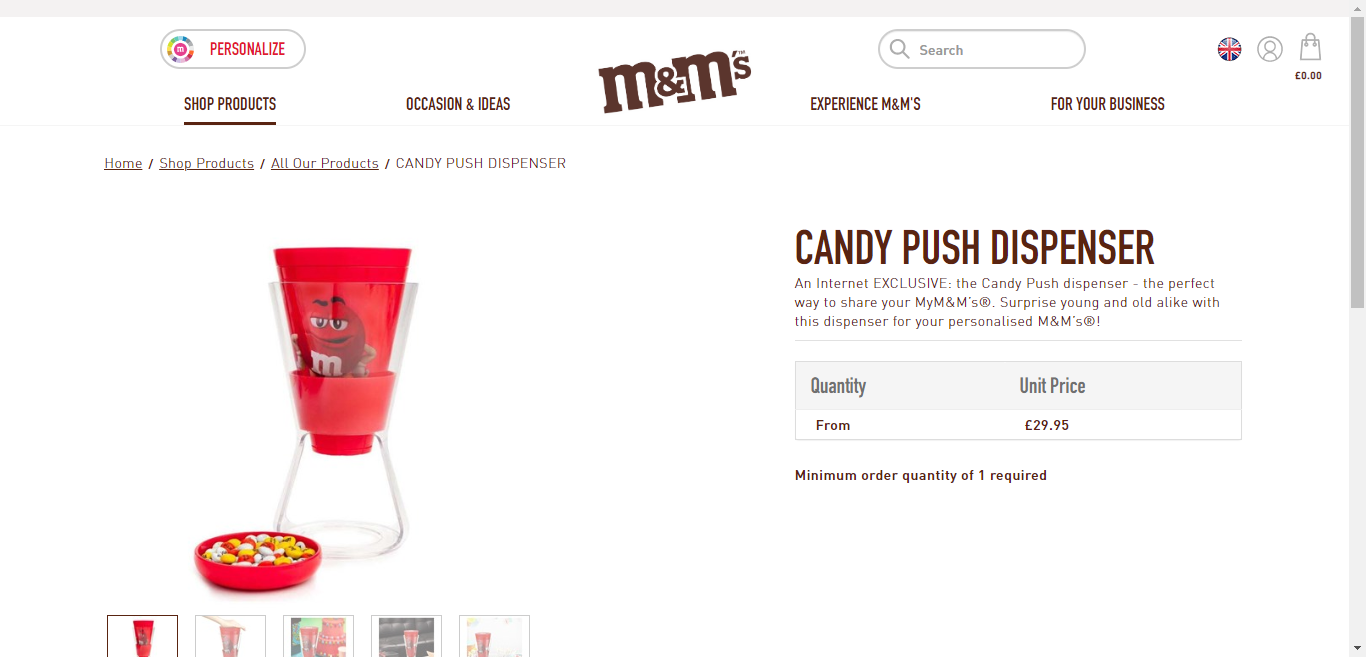 PERSONALIZE
m&m's™
Search
£0.00
SHOP PRODUCTS
OCCASION & IDEAS
EXPERIENCE M&M'S
FOR YOUR BUSINESS
Home / Shop Products / All Our Products / CANDY PUSH DISPENSER
CANDY PUSH DISPENSER
An Internet EXCLUSIVE: the Candy Push dispenser - the perfect
way to share your MyM&M's®. Surprise young and old alike with
this dispenser for your personalised M&M's®!
Quantity Unit Price
From £29.95
Minimum order quantity of 1 required
m